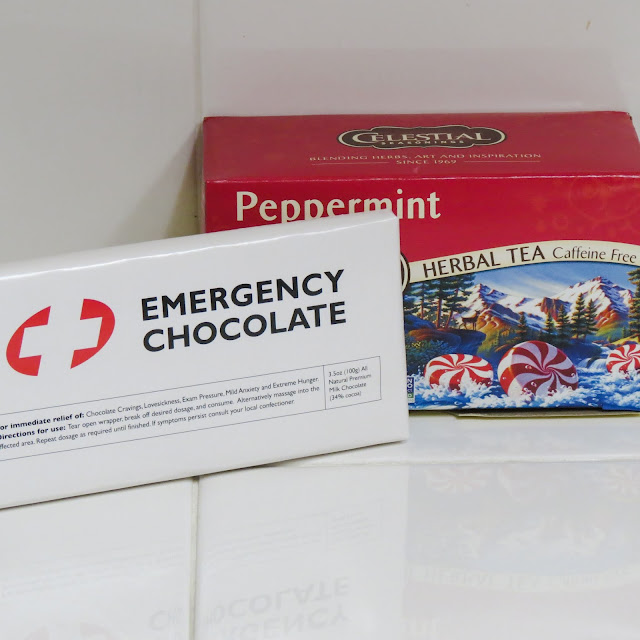 CELESTIAL
SEASONINGS
BLENDING HERBS, ART AND INSPIRATION
SINCE 1969
Peppermint
HERBAL TEA Caffeine Free
EMERGENCY
CHOCOLATE
or immediate relief of: Chocolate Cravings, Lovesickness, Exam Pressure, Mild Anxiety and Extreme Hunger
Directions for use: Tear open wrapper, break off desired dosage, and consume. Alternatively massage into the
ffected area. Repeat dosage as required until finished. If symptoms persist consult your local confectioner.
3.5oz (100g) All
Natural Premium
Milk Chocolate
(34% cocoa)